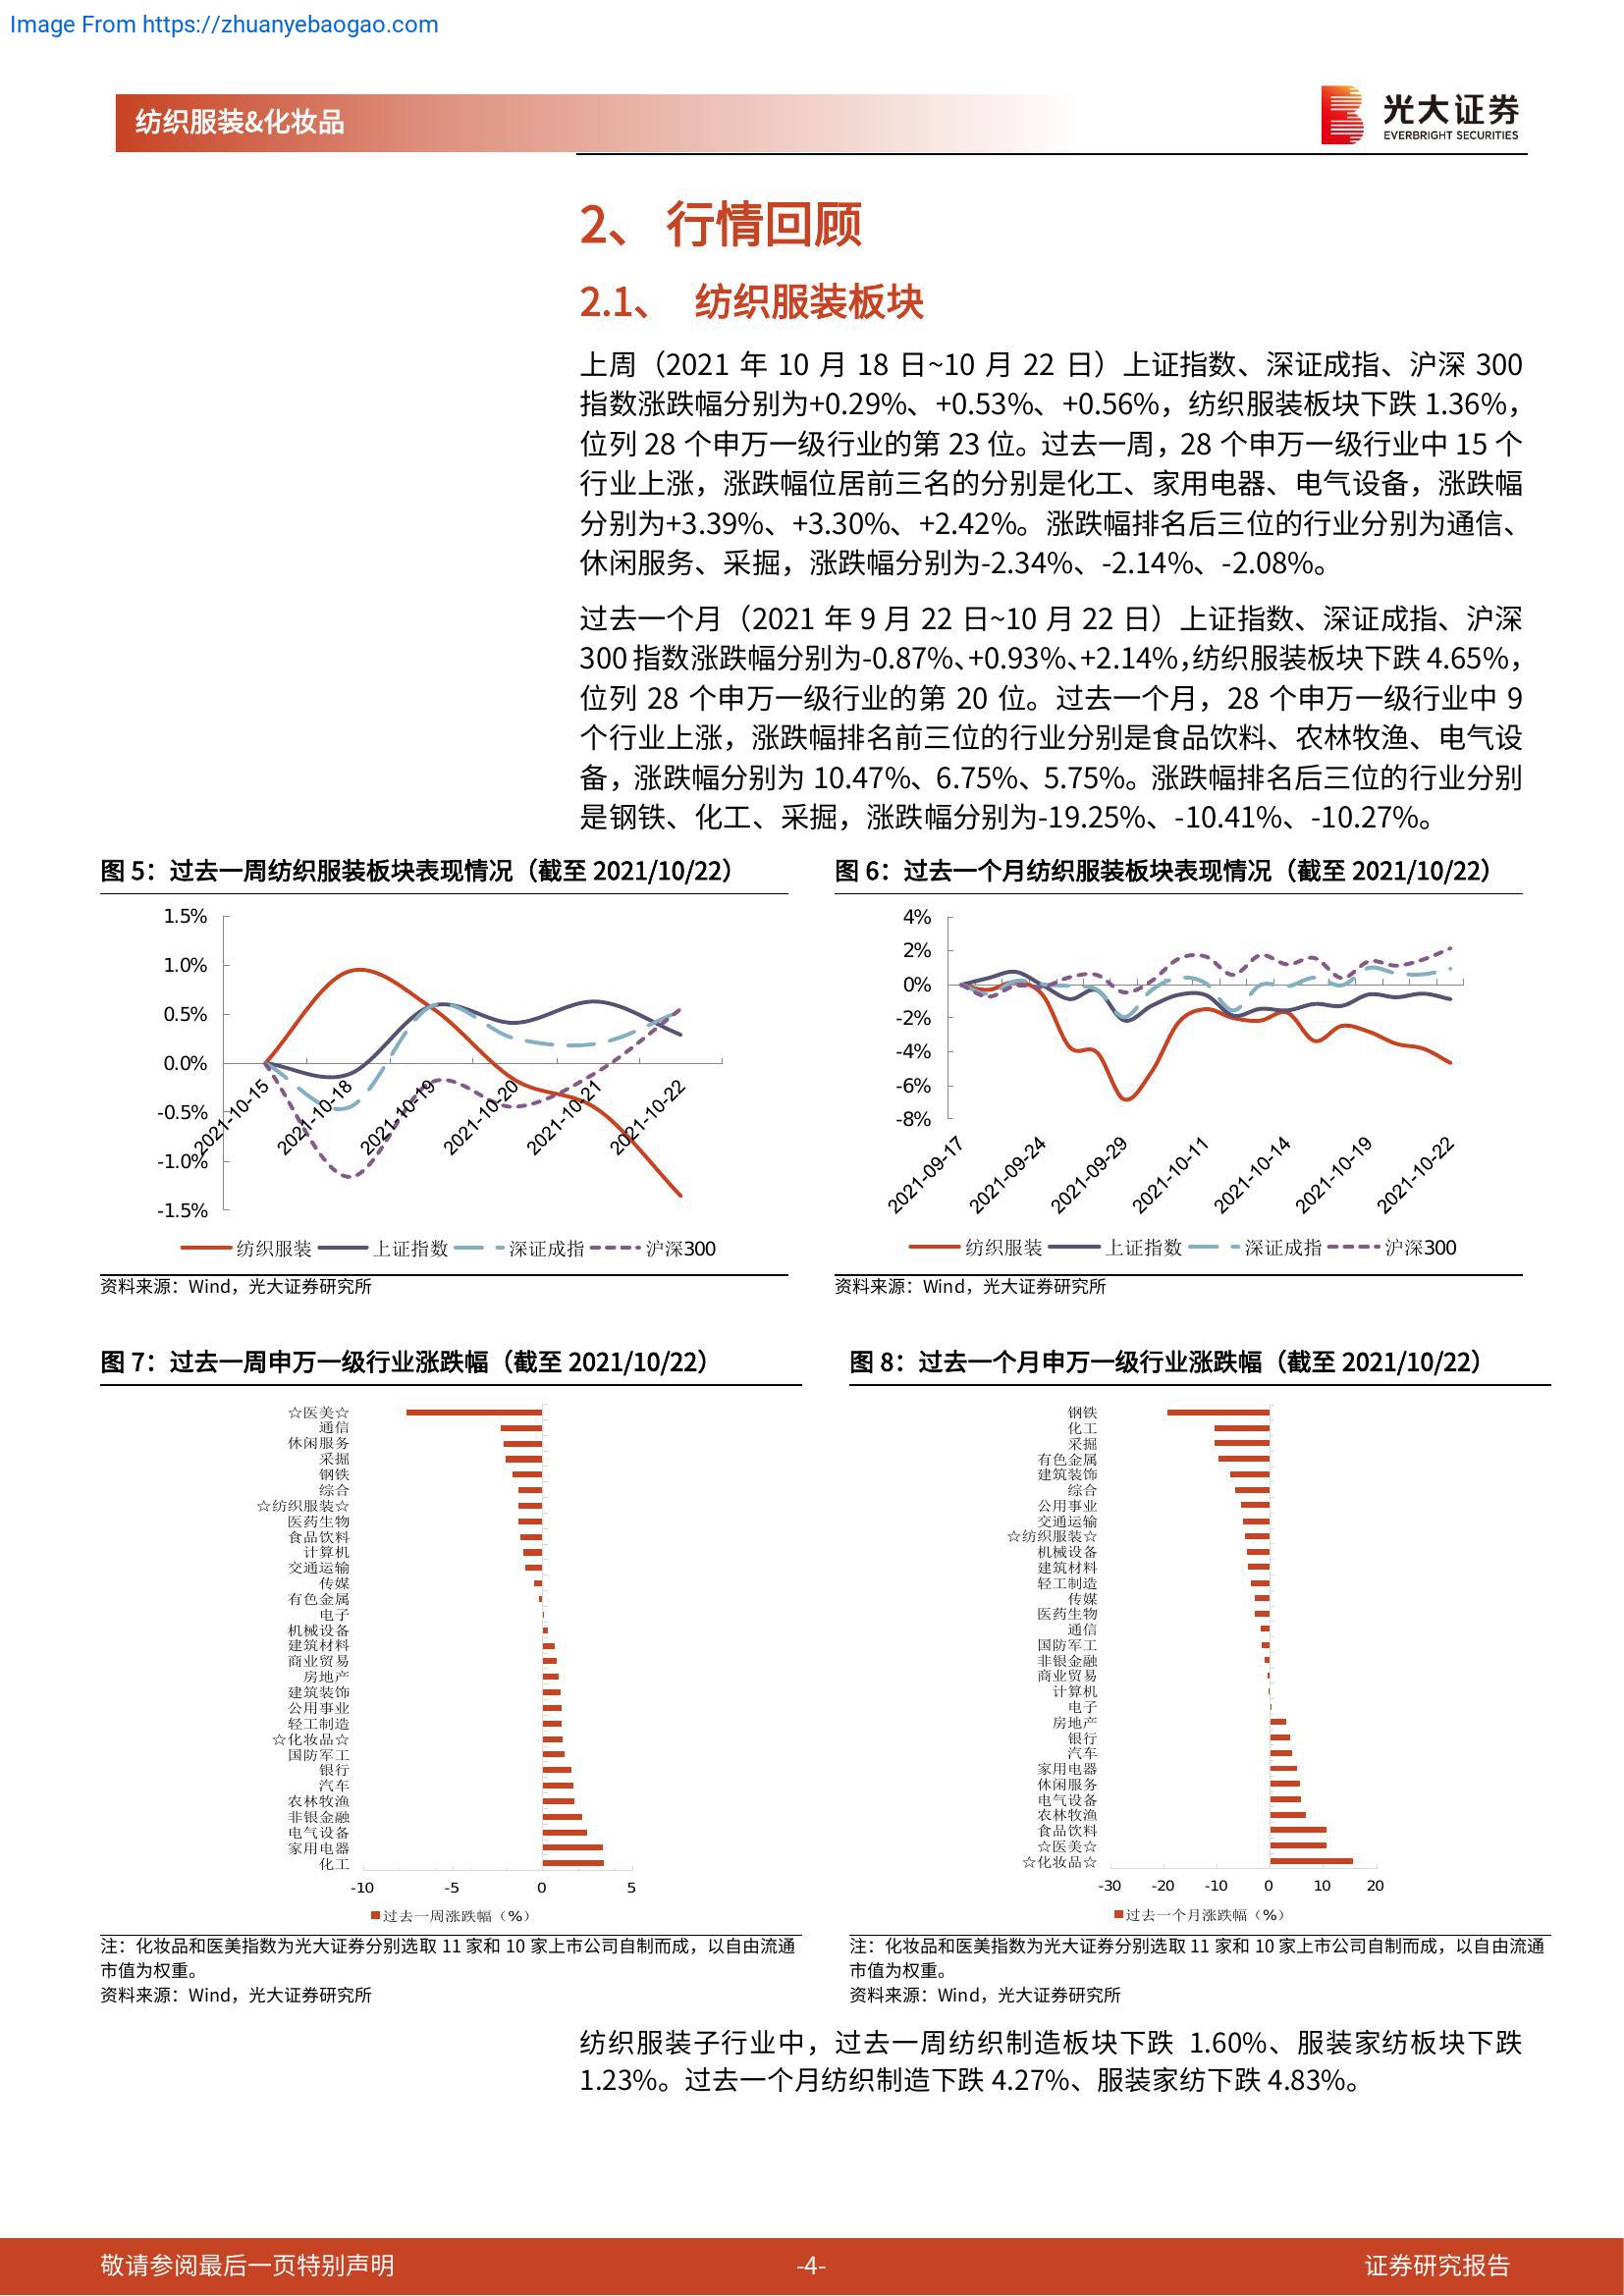 Image From https://zhuanyebaogao.com
纺织服装&化妆品
光大证券
EVERBRIGHT SECURITIES
2、 行情回顾
2.1、 纺织服装板块
上周（2021 年 10 月 18 日~10 月 22 日）上证指数、深证成指、沪深 300
指数涨跌幅分别为+0.29%、+0.53%、+0.56%，纺织服装板块下跌 1.36%，
位列 28 个申万一级行业的第 23 位。过去一周，28 个申万一级行业中 15 个
行业上涨，涨跌幅位居前三名的分别是化工、家用电器、电气设备，涨跌幅
分别为+3.39%、+3.30%、+2.42%。涨跌幅排名后三位的行业分别为通信、
休闲服务、采掘，涨跌幅分别为-2.34%、-2.14%、-2.08%。
过去一个月（2021 年 9 月 22 日~10 月 22 日）上证指数、深证成指、沪深
300 指数涨跌幅分别为-0.87%、+0.93%、+2.14%，纺织服装板块下跌 4.65%，
位列 28 个申万一级行业的第 20 位。过去一个月，28 个申万一级行业中 9
个行业上涨，涨跌幅排名前三位的行业分别是食品饮料、农林牧渔、电气设
备，涨跌幅分别为 10.47%、6.75%、5.75%。涨跌幅排名后三位的行业分别
是钢铁、化工、采掘，涨跌幅分别为-19.25%、-10.41%、-10.27%。
图 5：过去一周纺织服装板块表现情况（截至 2021/10/22）
1.5%
1.0%
0.5%
0.0%
-0.5%
-1.0%
-1.5%
2021-10-15
2021-10-18
2021-10-19
2021-10-20
2021-10-21
2021-10-22
纺织服装 上证指数 深证成指 沪深300
资料来源：Wind，光大证券研究所
图 6：过去一个月纺织服装板块表现情况（截至 2021/10/22）
4%
2%
0%
-2%
-4%
-6%
-8%
2021-09-17
2021-09-24
2021-09-29
2021-10-11
2021-10-14
2021-10-19
2021-10-22
纺织服装 上证指数 深证成指 沪深300
资料来源：Wind，光大证券研究所
图 7：过去一周申万一级行业涨跌幅（截至 2021/10/22）
☆医美☆
通信
休闲服务
采掘
钢铁
综合
☆纺织服装☆
医药生物
食品饮料
计算机
交通运输
传媒
有色金属
电子
机械设备
建筑材料
商业贸易
房地产
建筑装饰
公用事业
轻工制造
☆化妆品☆
国防军工
银行
汽车
农林牧渔
非银金融
电气设备
家用电器
化工
-10 -5 0 5
过去一周涨跌幅（%）
注：化妆品和医美指数为光大证券分别选取 11 家和 10 家上市公司自制而成，以自由流通
市值为权重。
资料来源：Wind，光大证券研究所
图 8：过去一个月申万一级行业涨跌幅（截至 2021/10/22）
钢铁
化工
采掘
有色金属
建筑装饰
综合
公用事业
交通运输
☆纺织服装☆
机械设备
建筑材料
轻工制造
传媒
医药生物
通信
国防军工
非银金融
商业贸易
计算机
电子
房地产
银行
汽车
家用电器
休闲服务
电气设备
农林牧渔
食品饮料
☆医美☆
☆化妆品☆
-30 -20 -10 0 10 20
过去一个月涨跌幅（%）
注：化妆品和医美指数为光大证券分别选取 11 家和 10 家上市公司自制而成，以自由流通
市值为权重。
资料来源：Wind，光大证券研究所
纺织服装子行业中，过去一周纺织制造板块下跌 1.60%、服装家纺板块下跌
1.23%。过去一个月纺织制造下跌 4.27%、服装家纺下跌 4.83%。
敬请参阅最后一页特别声明
-4-
证券研究报告